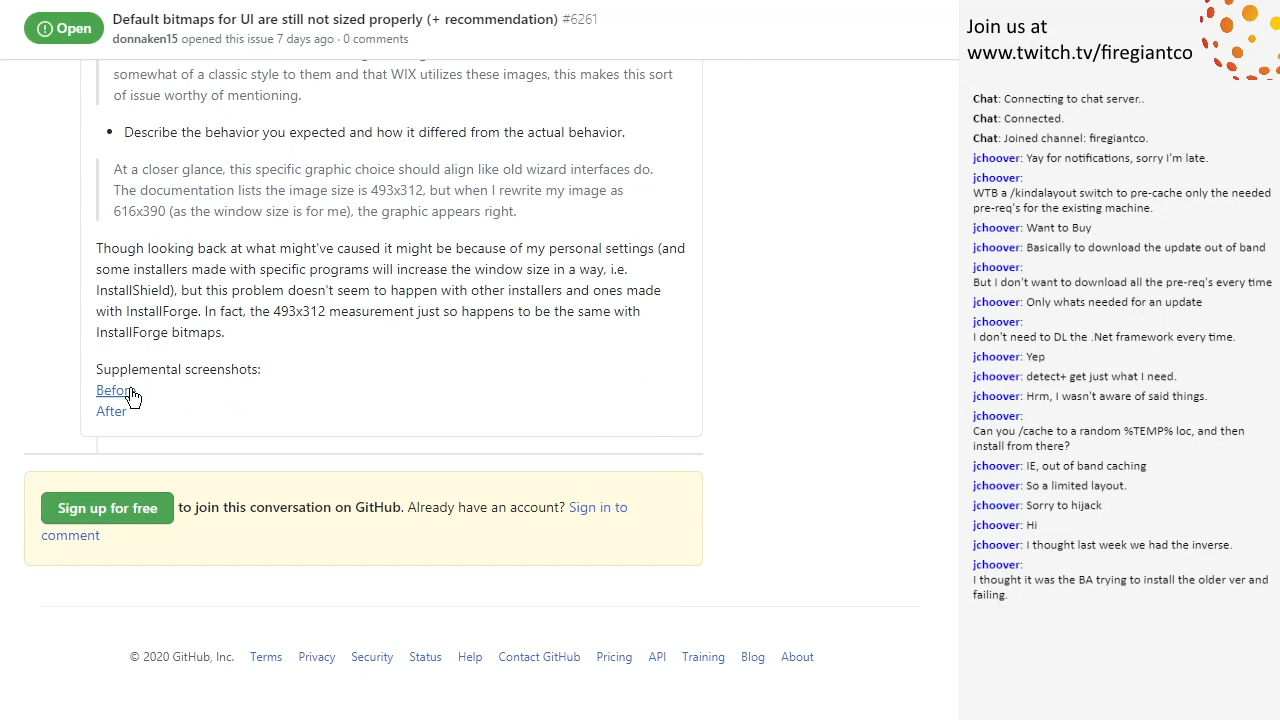 Open
Default bitmaps for UI are still not sized properly (+ recommendation) #6261
donnaken15 opened this issue 7 days ago · 0 comments
somewhat of a classic style to them and that WIX utilizes these images, this makes this sort
of issue worthy of mentioning.
• Describe the behavior you expected and how it differed from the actual behavior.
At a closer glance, this specific graphic choice should align like old wizard interfaces do.
The documentation lists the image size is 493x312, but when I rewrite my image as
616x390 (as the window size is for me), the graphic appears right.
Though looking back at what might've caused it might be because of my personal settings (and
some installers made with specific programs will increase the window size in a way, i.e.
InstallShield), but this problem doesn't seem to happen with other installers and ones made
with InstallForge. In fact, the 493x312 measurement just so happens to be the same with
InstallForge bitmaps.
Supplemental screenshots:
Before
After
Sign up for free to join this conversation on GitHub. Already have an account? Sign in to
comment
© 2020 GitHub, Inc. Terms Privacy Security Status Help Contact GitHub Pricing API Training Blog About
Join us at
www.twitch.tv/firegiantco
Chat: Connecting to chat server..
Chat: Connected.
Chat: Joined channel: firegiantco.
jchoover: Yay for notifications, sorry I'm late.
jchoover:
WTB a /kindalayout switch to pre-cache only the needed
pre-req's for the existing machine.
jchoover: Want to Buy
jchoover: Basically to download the update out of band
jchoover:
But I don't want to download all the pre-req's every time
jchoover: Only whats needed for an update
jchoover:
I don't need to DL the .Net framework every time.
jchoover: Yep
jchoover: detect+ get just what I need.
jchoover: Hrm, I wasn't aware of said things.
jchoover:
Can you /cache to a random %TEMP% loc, and then
install from there?
jchoover: IE, out of band caching
jchoover: So a limited layout.
jchoover: Sorry to hijack
jchoover: Hi
jchoover: I thought last week we had the inverse.
jchoover:
I thought it was the BA trying to install the older ver and
failing.